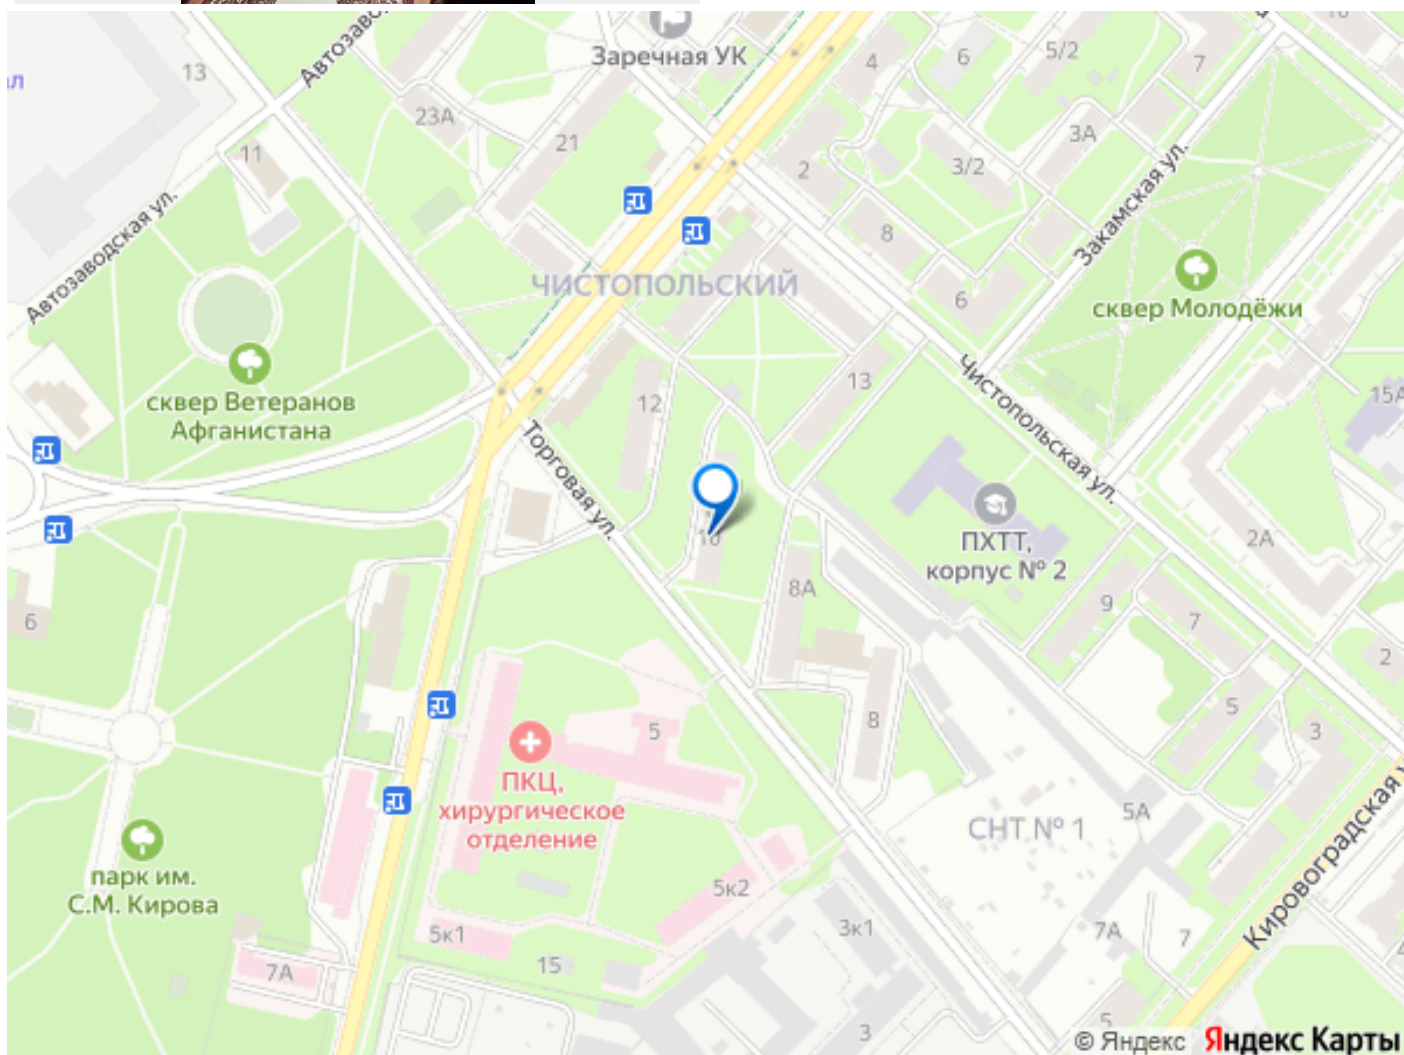 Заречная УК
Автозаво
13
л
4
6
5/2
7
23А
21
11
2
3/2
3А
Автозаводская ул.
8
Закамская ул.
ЧИСТОПОЛЬСКИЙ
6
сквер Молодёжи
сквер Ветеранов
Афганистана
12
13
Чистопольская ул.
15А
Торговая ул.
10
ПХТТ,
корпус № 2
2А
8А
6
9
7
2
5
8
5
3
ПКЦ,
хирургическое
отделение
СНТ № 1
5А
Кировоградская у
парк им.
С.М. Кирова
5к2
5к1
3к1
7А
7
15
7А
3
5
© Яндекс Яндекс Карты